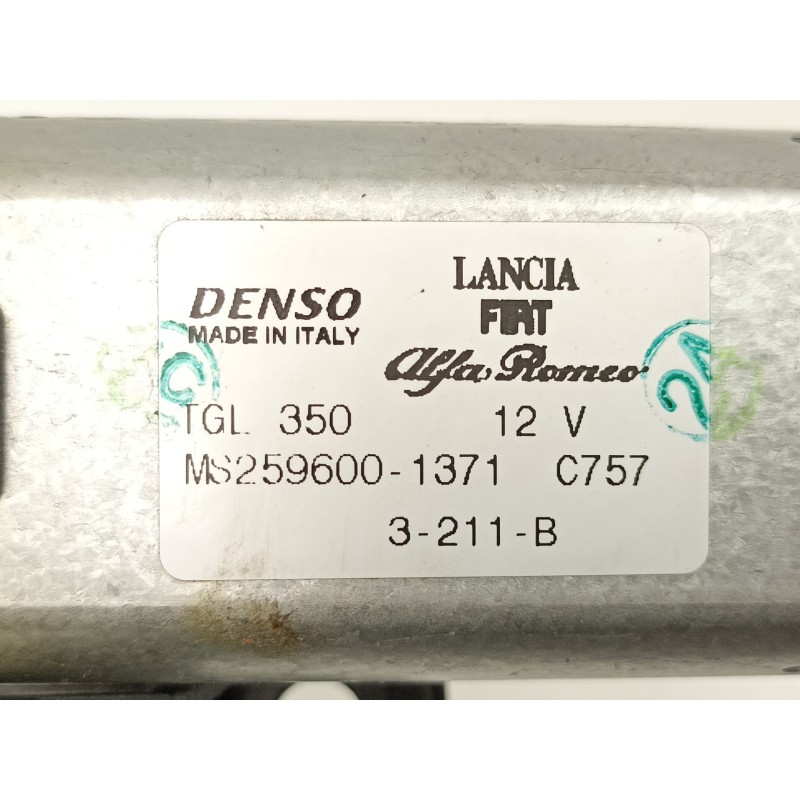 DENSO
MADE IN ITALY
LANCIA
FIAT
Alfa Romeo
TGL 350 12 V
MS259600-1371 C757
3-211-B